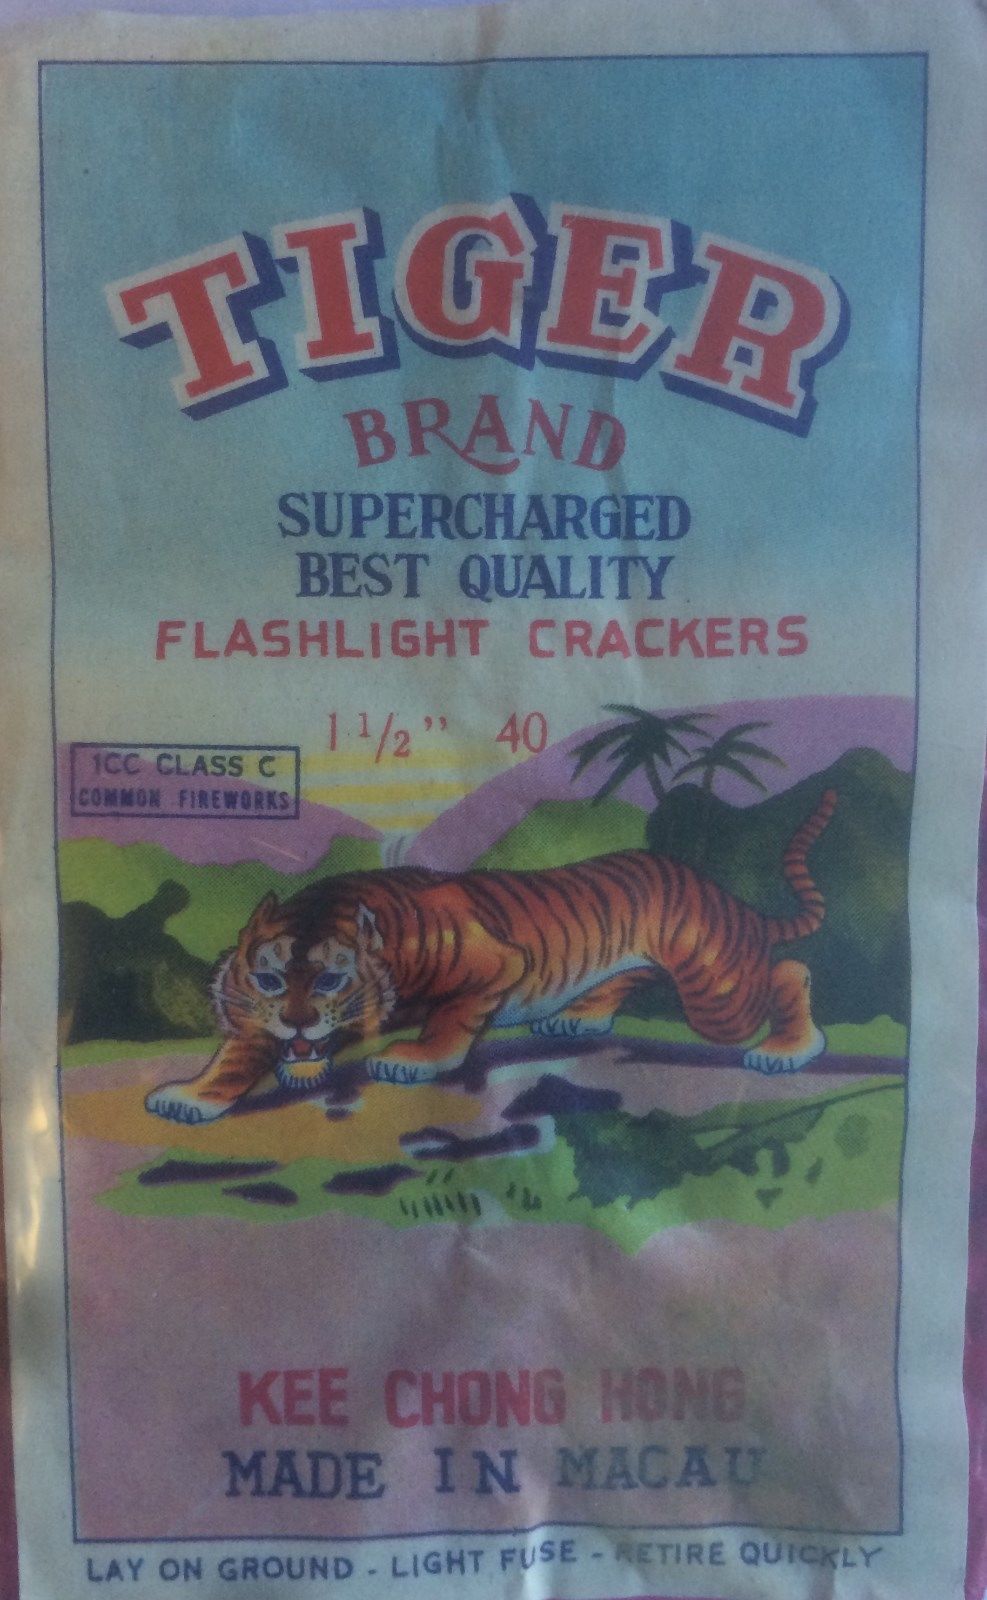 TIGER
BRAND
SUPERCHARGED
BEST QUALITY
FLASHLIGHT CRACKERS
1 1/2" 40
1CC CLASS C
COMMON FIREWORKS
KEE CHONG HONG
MADE IN MACAU
LAY ON GROUND - LIGHT FUSE - RETIRE QUICKLY